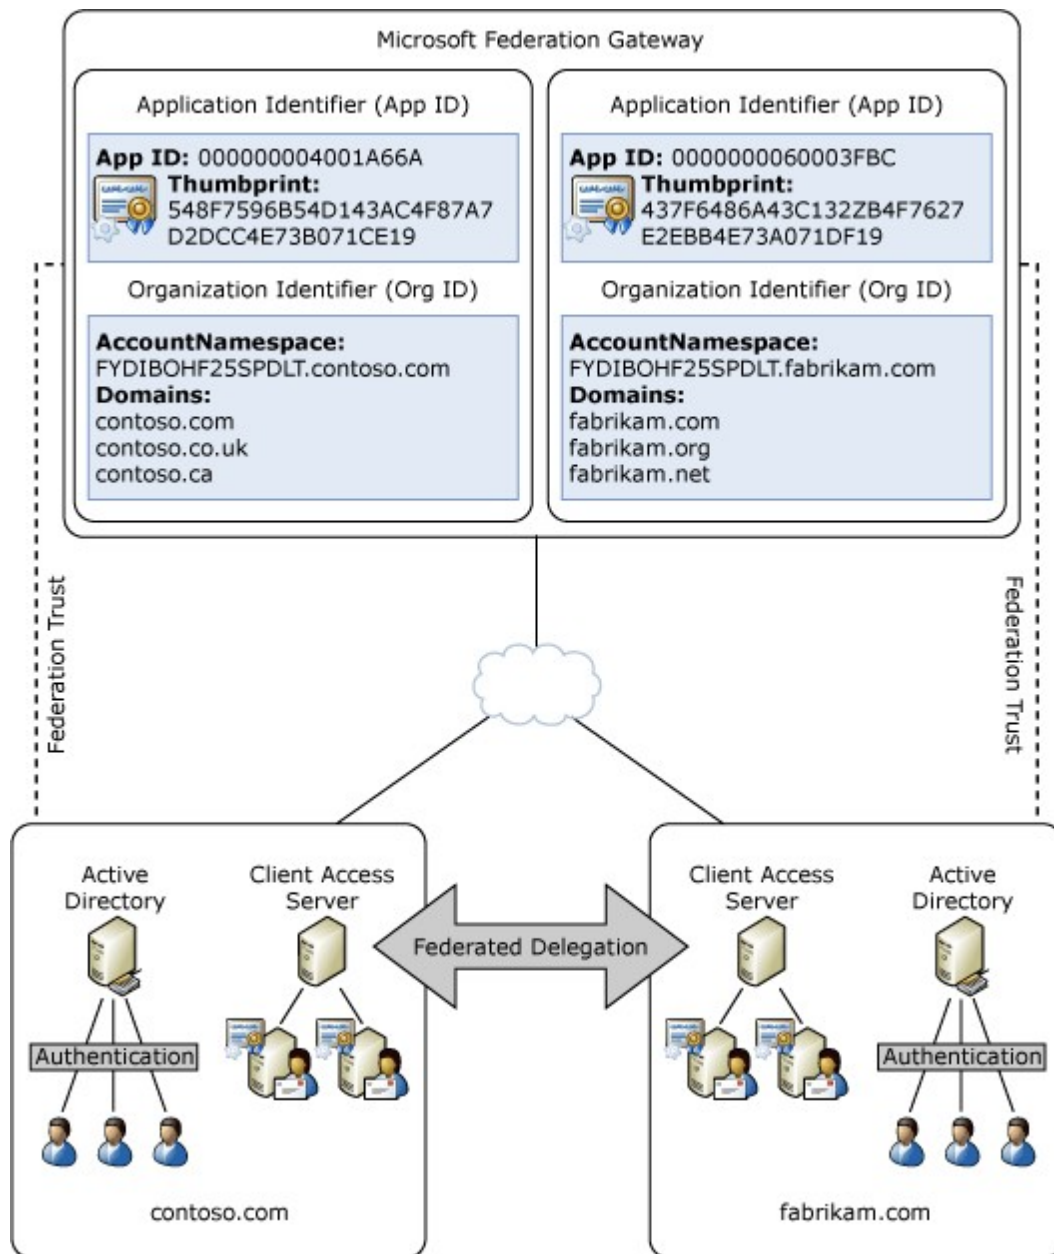 Microsoft Federation Gateway
Application Identifier (App ID)
App ID: 000000004001A66A
Thumbprint:
548F7596B54D143AC4F87A7
D2DCC4E73B071CE19
Organization Identifier (Org ID)
AccountNamespace:
FYDIBOHF25SPDLT.contoso.com
Domains:
contoso.com
contoso.co.uk
contoso.ca
Application Identifier (App ID)
App ID: 0000000060003FBC
Thumbprint:
437F6486A43C132ZB4F7627
E2EBB4E73A071DF19
Organization Identifier (Org ID)
AccountNamespace:
FYDIBOHF25SPDLT.fabrikam.com
Domains:
fabrikam.com
fabrikam.org
fabrikam.net
Federation Trust
Federation Trust
Active
Directory
Client Access
Server
Authentication
contoso.com
Federated Delegation
Client Access
Server
Active
Directory
Authentication
fabrikam.com